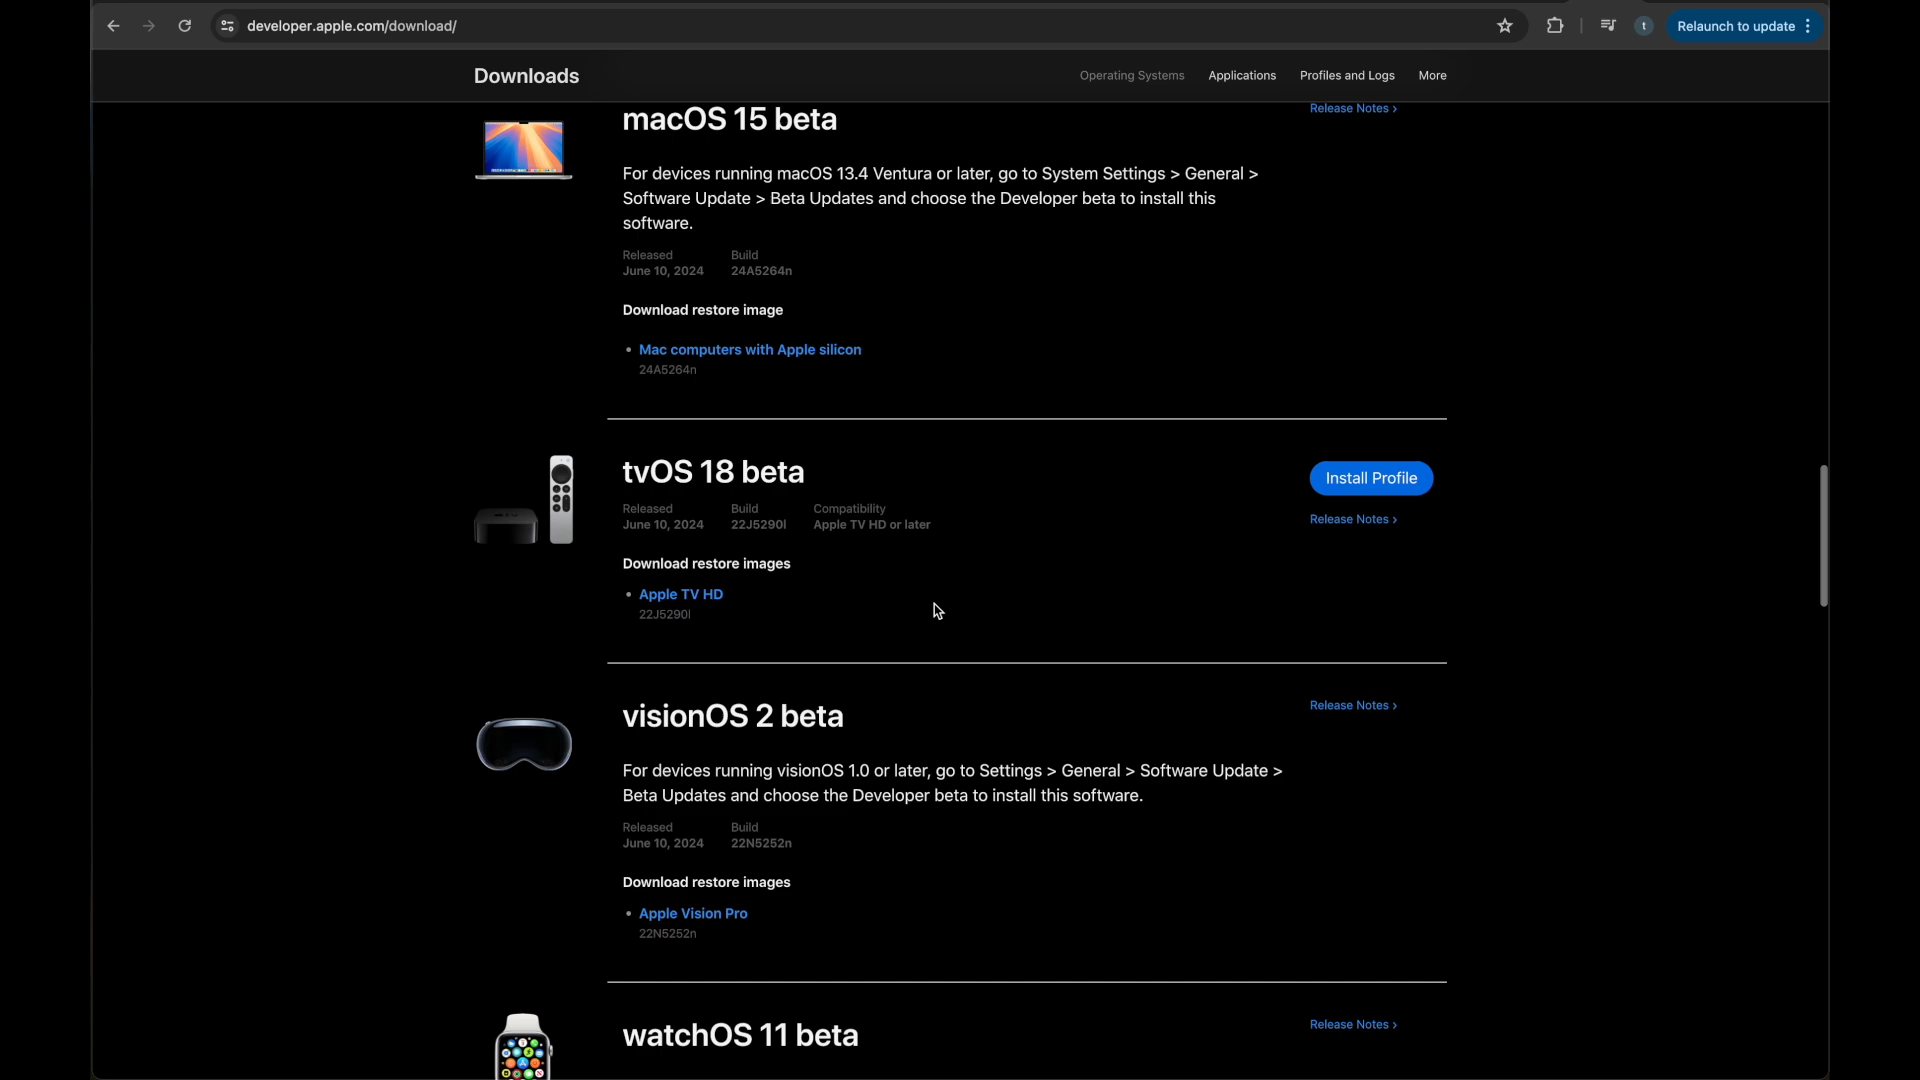 developer.apple.com/download/
t
Relaunch to update
Downloads
Operating Systems
Applications
Profiles and Logs
More
macOS 15 beta
Release Notes >
For devices running macOS 13.4 Ventura or later, go to System Settings > General >
Software Update > Beta Updates and choose the Developer beta to install this
software.
Released
Build
June 10, 2024
24A5264n
Download restore image
• Mac computers with Apple silicon
24A5264n
tvOS 18 beta
Install Profile
Released
Build
Compatibility
June 10, 2024
22J5290l
Apple TV HD or later
Release Notes >
Download restore images
• Apple TV HD
22J5290l
visionOS 2 beta
Release Notes >
For devices running visionOS 1.0 or later, go to Settings > General > Software Update >
Beta Updates and choose the Developer beta to install this software.
Released
Build
June 10, 2024
22N5252n
Download restore images
• Apple Vision Pro
22N5252n
watchOS 11 beta
Release Notes >